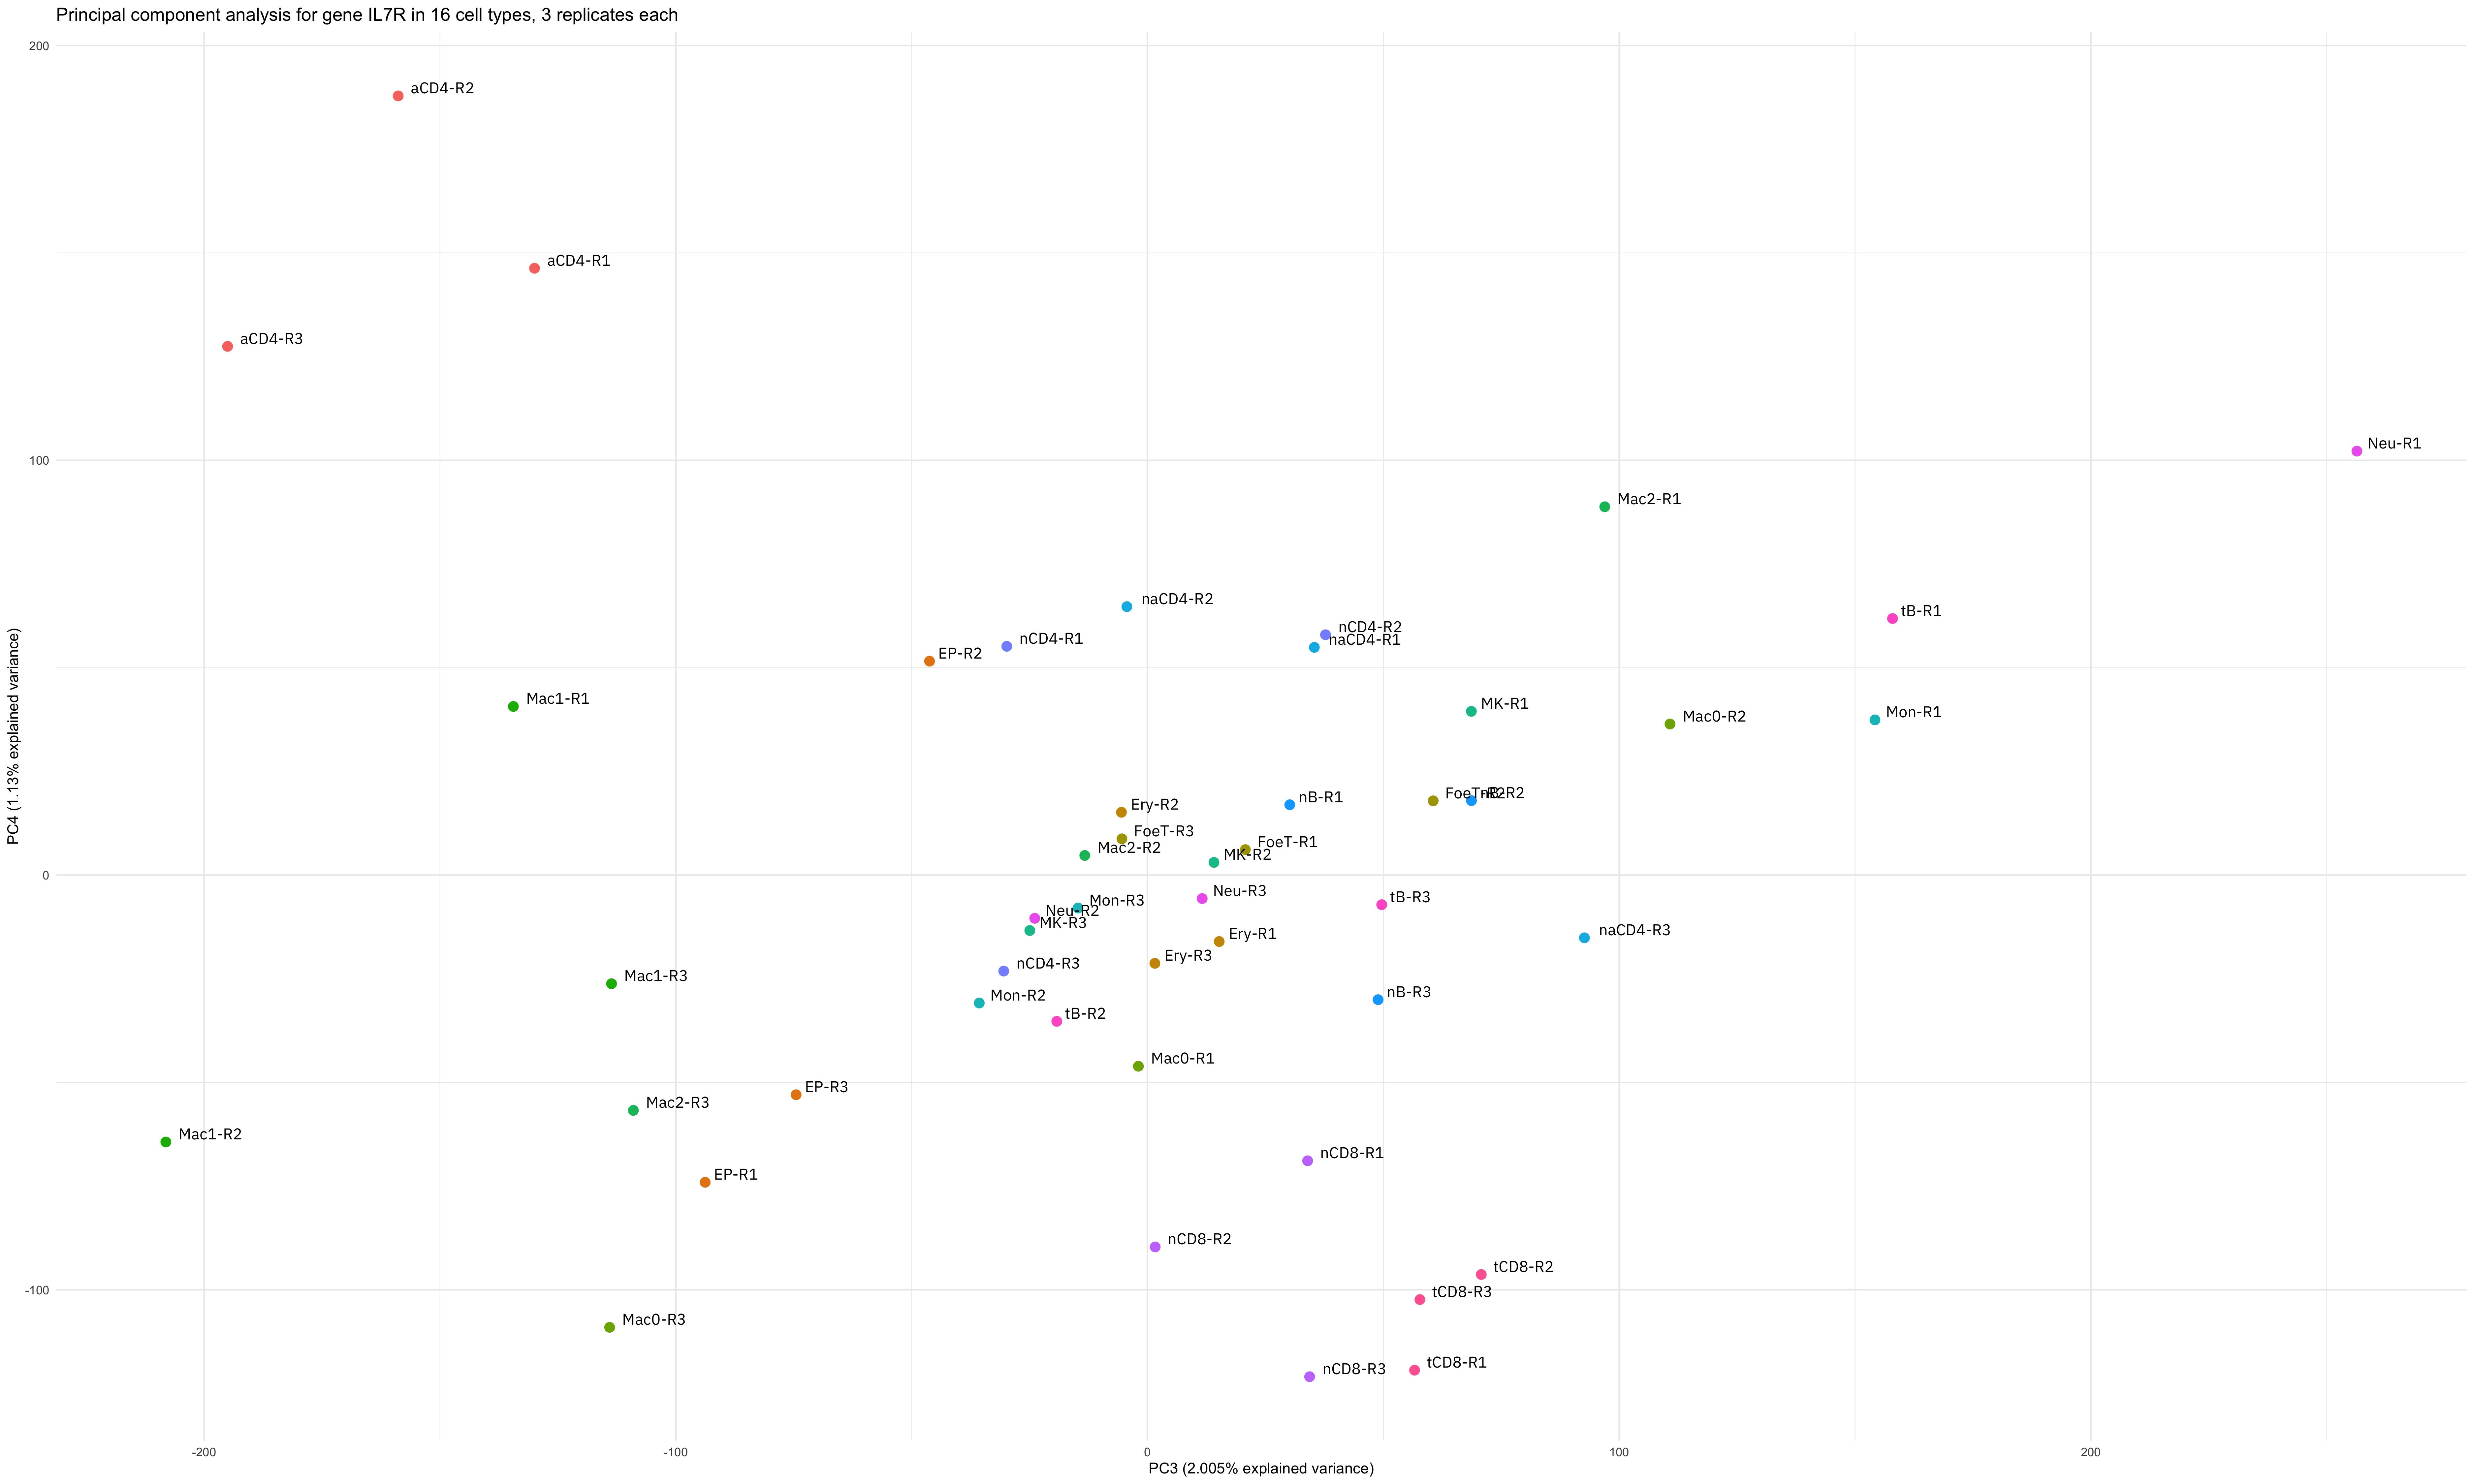 Principal component analysis for gene IL7R in 16 cell types, 3 replicates each
200
aCD4-R2
aCD4-R1
aCD4-R3
100
Neu-R1
Mac2-R1
naCD4-R2
tB-R1
nCD4-R2
nCD4-R1
naCD4-R1
EP-R2
Mac1-R1
MK-R1
Mon-R1
Mac0-R2
FoeT-R2
nB-R2
nB-R1
Ery-R2
FoeT-R3
FoeT-R1
Mac2-R2
MK-R2
0
Neu-R3
tB-R3
Mon-R3
Neu-R2
MK-R3
naCD4-R3
Ery-R1
Ery-R3
nCD4-R3
Mac1-R3
nB-R3
Mon-R2
tB-R2
Mac0-R1
EP-R3
Mac2-R3
Mac1-R2
nCD8-R1
EP-R1
nCD8-R2
tCD8-R2
-100
tCD8-R3
Mac0-R3
tCD8-R1
nCD8-R3
-200
-100
0
100
200
PC3 (2.005% explained variance)
PC4 (1.13% explained variance)